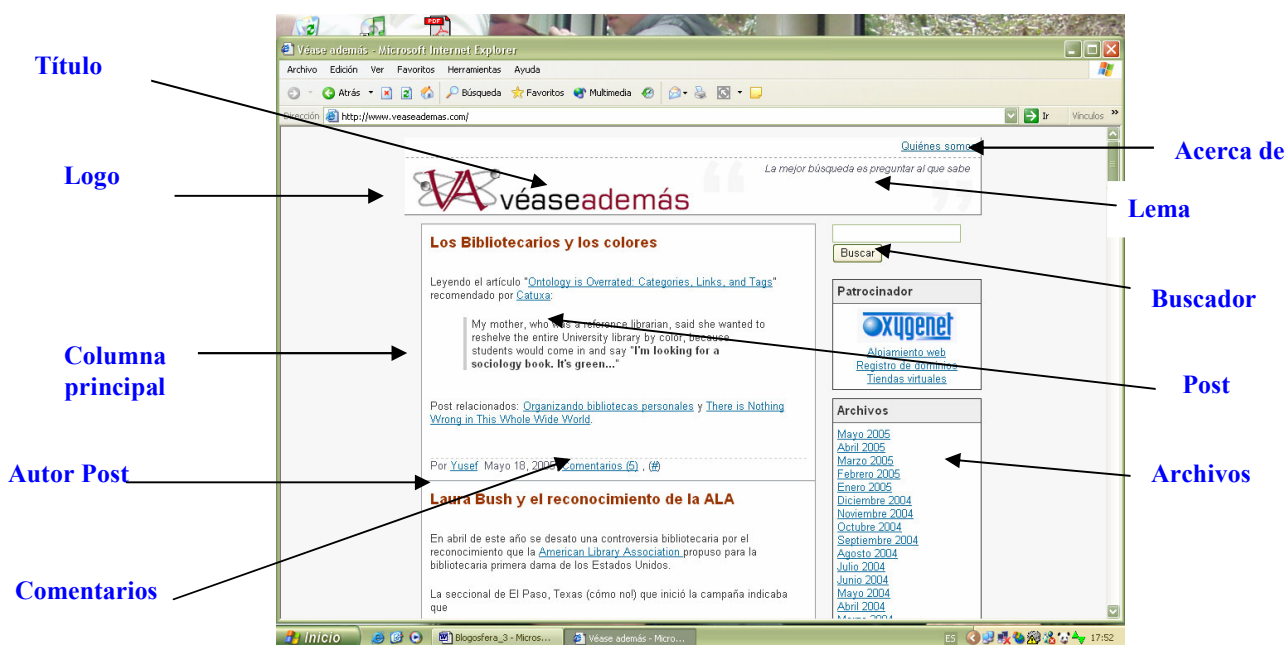 PDF
Véase además - Microsoft Internet Explorer
Archivo Edición Ver Favoritos Herramientas Ayuda
Atrás Búsqueda Favoritos Multimedia
Dirección http://www.veaseademas.com/ Ir Vínculos »
Título
Logo
Columna
principal
Autor Post
Comentarios
Quiénes somo
La mejor búsqueda es preguntar al que sabe
VA véaseademás
Los Bibliotecarios y los colores
Leyendo el artículo "Ontology is Overrated: Categories, Links, and Tags"
recomendado por Catuxa:
My mother, who was a reference librarian, said she wanted to
reshelve the entire University library by color, because
students would come in and say "I'm looking for a
sociology book. It's green..."
Post relacionados: Organizando bibliotecas personales y There is Nothing
Wrong in This Whole Wide World.
Por Yusef Mayo 18, 2005 Comentarios (5) , (#)
Laura Bush y el reconocimiento de la ALA
En abril de este año se desato una controversia bibliotecaria por el
reconocimiento que la American Library Association propuso para la
bibliotecaria primera dama de los Estados Unidos.
La seccional de El Paso, Texas (cómo no!) que inició la campaña indicaba
que
Buscar
Patrocinador
Oxygenet
Alojamiento web
Registro de dominios
Tiendas virtuales
Archivos
Mayo 2005
Abril 2005
Marzo 2005
Febrero 2005
Enero 2005
Diciembre 2004
Noviembre 2004
Octubre 2004
Septiembre 2004
Agosto 2004
Julio 2004
Junio 2004
Mayo 2004
Abril 2004
Marzo 2004
Acerca de
Lema
Buscador
Post
Archivos
Inicio Blogosfera_3 - Micros... Véase además - Micro... ES 17:52